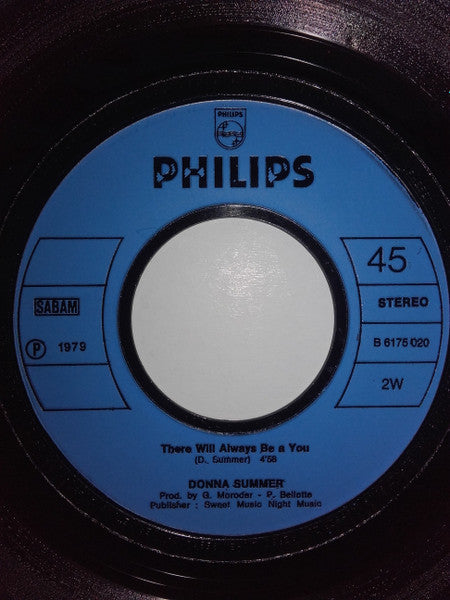 PHILIPS
PHILIPS
SABAM
P 1979
45
STEREO
B 6175 020
2W
There Will Always Be a You
(D. Summer) 4'58
DONNA SUMMER
Prod. by G. Moroder - P. Bellotte
Publisher : Sweet Music Night Music